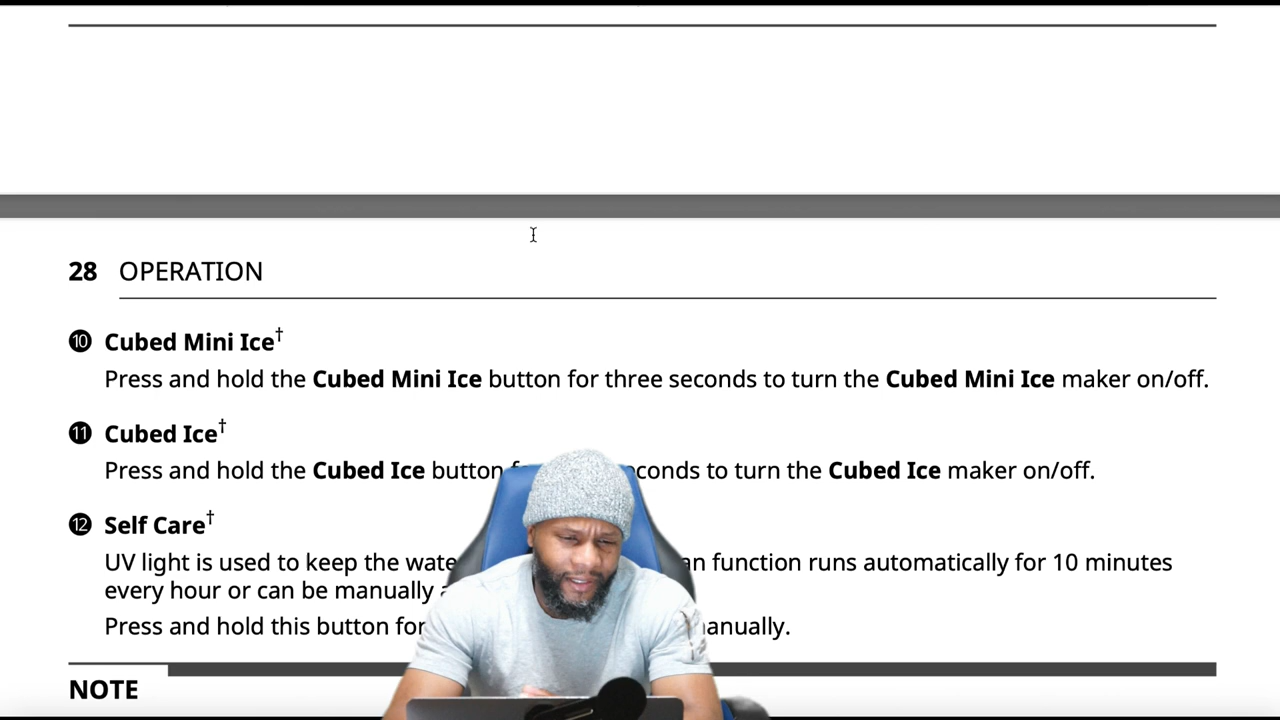 28 OPERATION
⑩ Cubed Mini Ice†
Press and hold the Cubed Mini Ice button for three seconds to turn the Cubed Mini Ice maker on/off.
⑪ Cubed Ice†
Press and hold the Cubed Ice button conds to turn the Cubed Ice maker on/off.
⑫ Self Care†
UV light is used to keep the function runs automatically for 10 minutes
every hour or can be manually
Press and hold this button for
NOTE